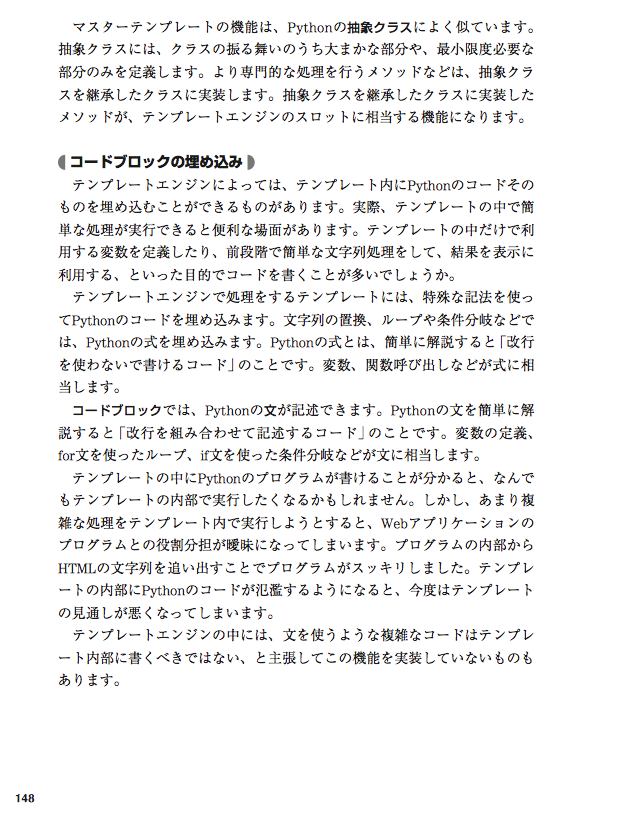 マスターテンプレートの機能は、Pythonの抽象クラスによく似ています。
抽象クラスには、クラスの振る舞いのうち大まかな部分や、最小限度必要な
部分のみを定義します。より専門的な処理を行うメソッドなどは、抽象クラ
スを継承したクラスに実装します。抽象クラスを継承したクラスに実装した
メソッドが、テンプレートエンジンのスロットに相当する機能になります。
コードブロックの埋め込み
テンプレートエンジンによっては、テンプレート内にPythonのコードその
ものを埋め込むことができるものがあります。実際、テンプレートの中で簡
単な処理が実行できると便利な場面があります。テンプレートの中だけで利
用する変数を定義したり、前段階で簡単な文字列処理をして、結果を表示に
利用する、といった目的でコードを書くことが多いでしょうか。
テンプレートエンジンで処理をするテンプレートには、特殊な記法を使っ
てPythonのコードを埋め込みます。文字列の置換、ループや条件分岐などで
は、Pythonの式を埋め込みます。Pythonの式とは、簡単に解説すると「改行
を使わないで書けるコード」のことです。変数、関数呼び出しなどが式に相
当します。
コードブロックでは、Pythonの文が記述できます。Pythonの文を簡単に解
説すると「改行を組み合わせて記述するコード」のことです。変数の定義、
for文を使ったループ、if文を使った条件分岐などが文に相当します。
テンプレートの中にPythonのプログラムが書けることが分かると、なんで
もテンプレートの内部で実行したくなるかもしれません。しかし、あまり複
雑な処理をテンプレート内で実行しようとすると、Webアプリケーションの
プログラムとの役割分担が曖昧になってしまいます。プログラムの内部から
HTMLの文字列を追い出すことでプログラムがスッキリしました。テンプレ
ートの内部にPythonのコードが氾濫するようになると、今度はテンプレート
の見通しが悪くなってしまいます。
テンプレートエンジンの中には、文を使うような複雑なコードはテンプレ
ート内部に書くべきではない、と主張してこの機能を実装していないものも
あります。
148